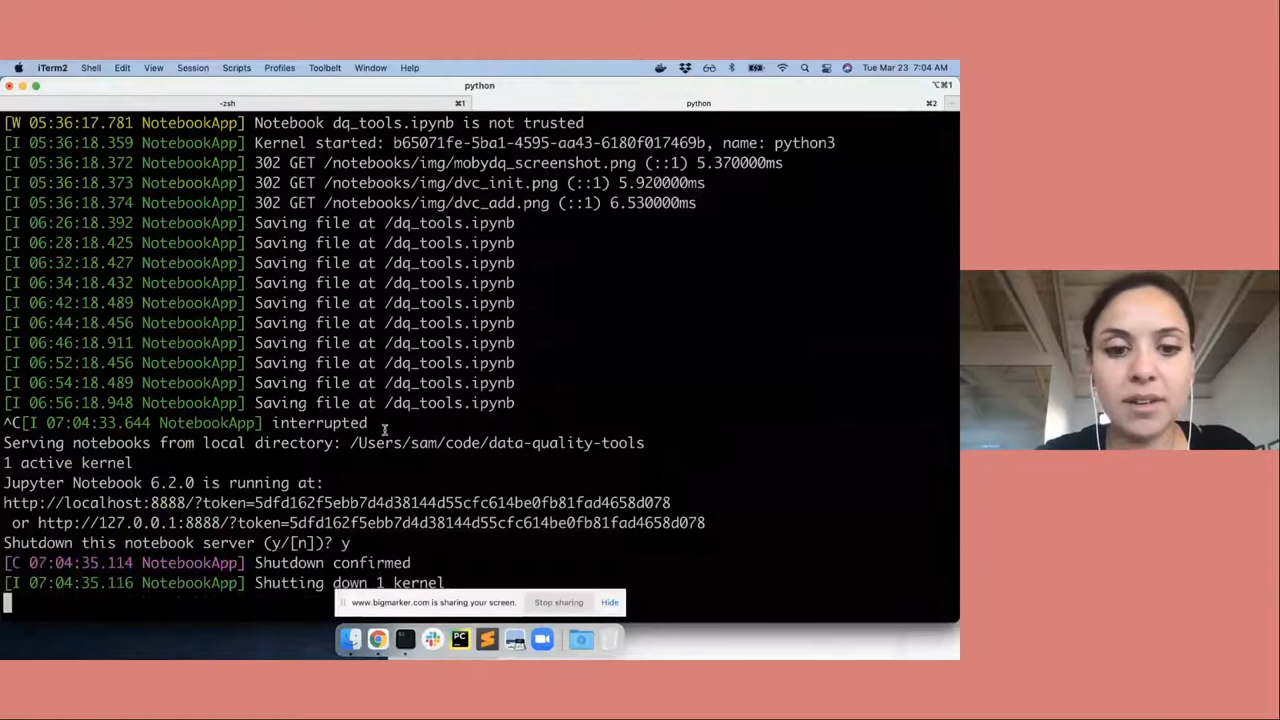 iTerm2 Shell Edit View Session Scripts Profiles Toolbelt Window Help Tue Mar 23 7:04 AM
python ⌥⌘1
-zsh ⌘1 python ⌘2
[W 05:36:17.781 NotebookApp] Notebook dq_tools.ipynb is not trusted
[I 05:36:18.359 NotebookApp] Kernel started: b65071fe-5ba1-4595-aa43-6180f017469b, name: python3
[I 05:36:18.372 NotebookApp] 302 GET /notebooks/img/mobydq_screenshot.png (::1) 5.370000ms
[I 05:36:18.373 NotebookApp] 302 GET /notebooks/img/dvc_init.png (::1) 5.920000ms
[I 05:36:18.374 NotebookApp] 302 GET /notebooks/img/dvc_add.png (::1) 6.530000ms
[I 06:26:18.392 NotebookApp] Saving file at /dq_tools.ipynb
[I 06:28:18.425 NotebookApp] Saving file at /dq_tools.ipynb
[I 06:32:18.427 NotebookApp] Saving file at /dq_tools.ipynb
[I 06:34:18.432 NotebookApp] Saving file at /dq_tools.ipynb
[I 06:42:18.489 NotebookApp] Saving file at /dq_tools.ipynb
[I 06:44:18.456 NotebookApp] Saving file at /dq_tools.ipynb
[I 06:46:18.911 NotebookApp] Saving file at /dq_tools.ipynb
[I 06:52:18.456 NotebookApp] Saving file at /dq_tools.ipynb
[I 06:54:18.489 NotebookApp] Saving file at /dq_tools.ipynb
[I 06:56:18.948 NotebookApp] Saving file at /dq_tools.ipynb
^C[I 07:04:33.644 NotebookApp] interrupted
Serving notebooks from local directory: /Users/sam/code/data-quality-tools
1 active kernel
Jupyter Notebook 6.2.0 is running at:
http://localhost:8888/?token=5dfd162f5ebb7d4d38144d55cfc614be0fb81fad4658d078
or http://127.0.0.1:8888/?token=5dfd162f5ebb7d4d38144d55cfc614be0fb81fad4658d078
Shutdown this notebook server (y/[n])? y
[C 07:04:35.114 NotebookApp] Shutdown confirmed
[I 07:04:35.116 NotebookApp] Shutting down 1 kernel
www.bigmarker.com is sharing your screen. Stop sharing Hide
PC